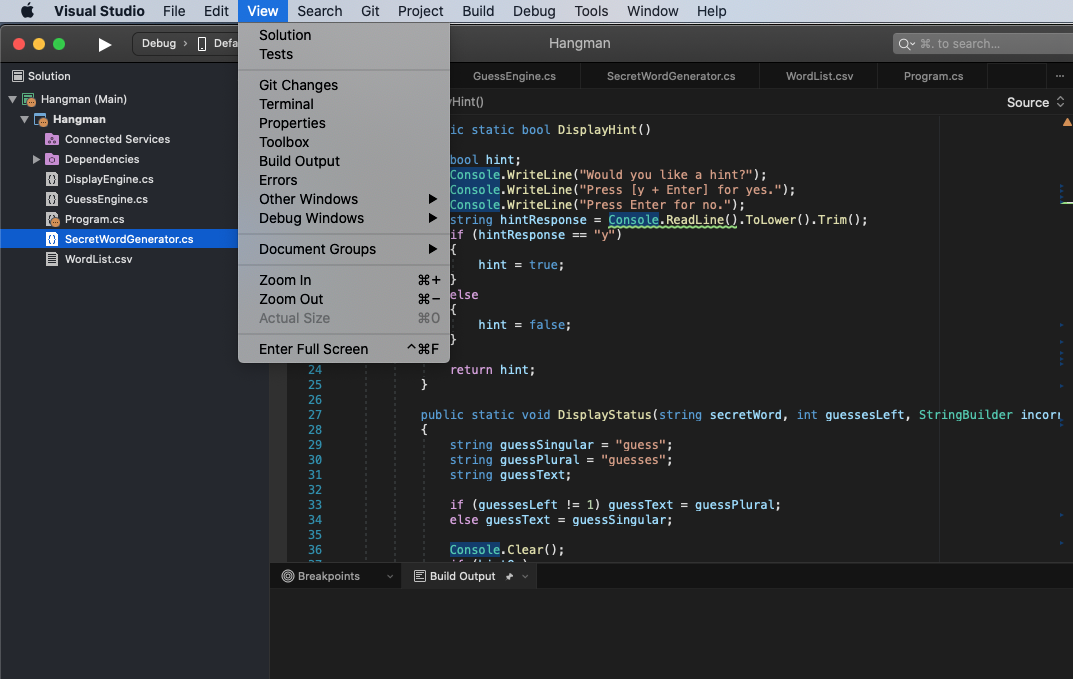 Visual Studio File Edit View Search Git Project Build Debug Tools Window Help
Debug › Defa
Hangman
⌘. to search...
Solution
Tests
Git Changes
Terminal
Properties
Toolbox
Build Output
Errors
Other Windows
Debug Windows
Document Groups
Zoom In ⌘+
Zoom Out ⌘−
Actual Size ⌘0
Enter Full Screen ^⌘F
Solution
Hangman (Main)
Hangman
Connected Services
Dependencies
DisplayEngine.cs
GuessEngine.cs
Program.cs
SecretWordGenerator.cs
WordList.csv
GuessEngine.cs SecretWordGenerator.cs WordList.csv Program.cs ...
yHint() Source
ic static bool DisplayHint()
bool hint;
Console.WriteLine("Would you like a hint?");
Console.WriteLine("Press [y + Enter] for yes.");
Console.WriteLine("Press Enter for no.");
string hintResponse = Console.ReadLine().ToLower().Trim();
if (hintResponse == "y")
{
hint = true;
}
else
{
hint = false;
}
24 return hint;
25 }
26
27 public static void DisplayStatus(string secretWord, int guessesLeft, StringBuilder incorr
28 {
29 string guessSingular = "guess";
30 string guessPlural = "guesses";
31 string guessText;
32
33 if (guessesLeft != 1) guessText = guessPlural;
34 else guessText = guessSingular;
35
36 Console.Clear();
Breakpoints Build Output